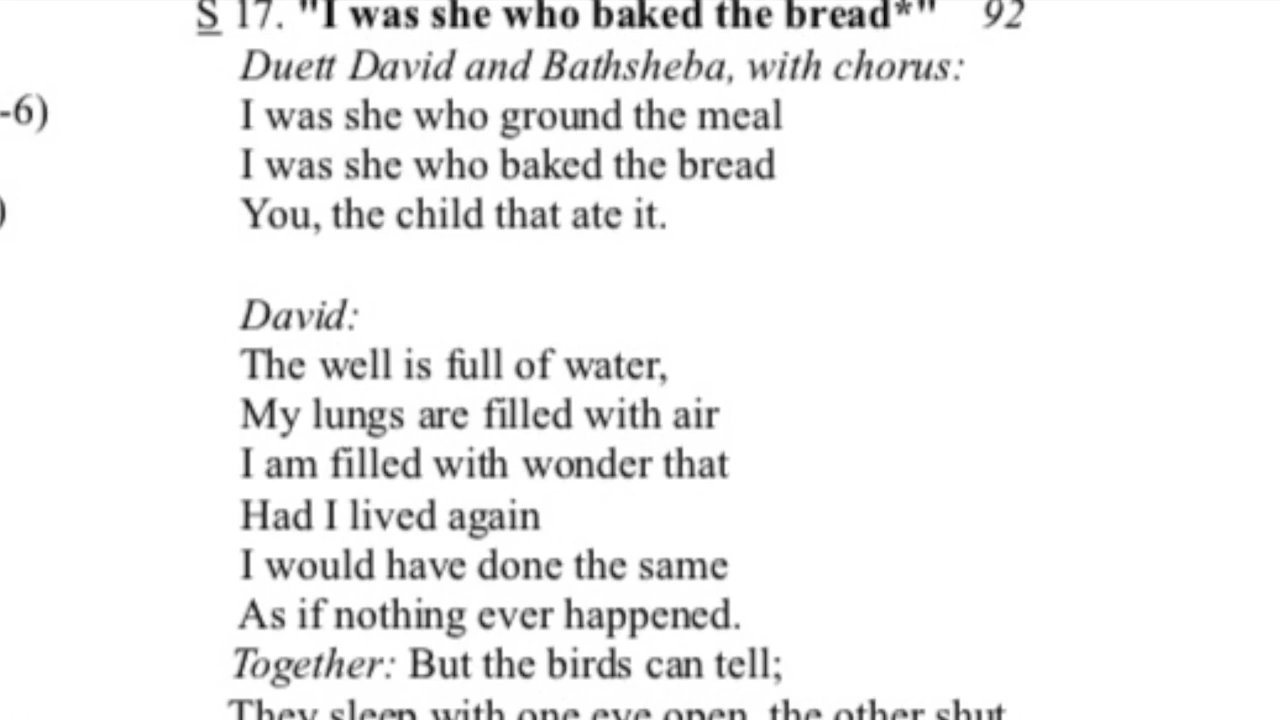 S 17. "I was she who baked the bread*" 92
Duett David and Bathsheba, with chorus:
-6)
I was she who ground the meal
I was she who baked the bread
)
You, the child that ate it.
David:
The well is full of water,
My lungs are filled with air
I am filled with wonder that
Had I lived again
I would have done the same
As if nothing ever happened.
Together: But the birds can tell;
They sleep with one eye open, the other shut